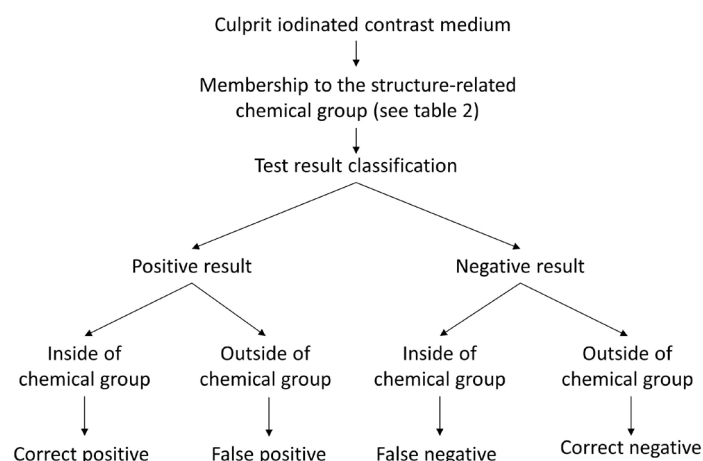 Culprit iodinated contrast medium
Membership to the structure-related
chemical group (see table 2)
Test result classification
Positive result
Negative result
Inside of
chemical group
Outside of
chemical group
Inside of
chemical group
Outside of
chemical group
Correct positive
False positive
False negative
Correct negative